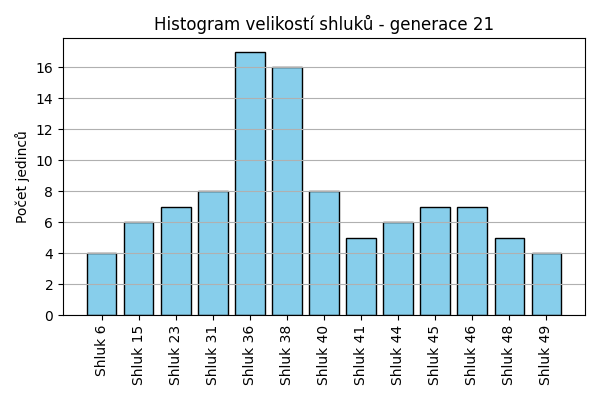 Histogram velikostí shluků - generace 21
Počet jedinců
16
14
12
10
8
6
4
2
0
Shluk 6
Shluk 15
Shluk 23
Shluk 31
Shluk 36
Shluk 38
Shluk 40
Shluk 41
Shluk 44
Shluk 45
Shluk 46
Shluk 48
Shluk 49